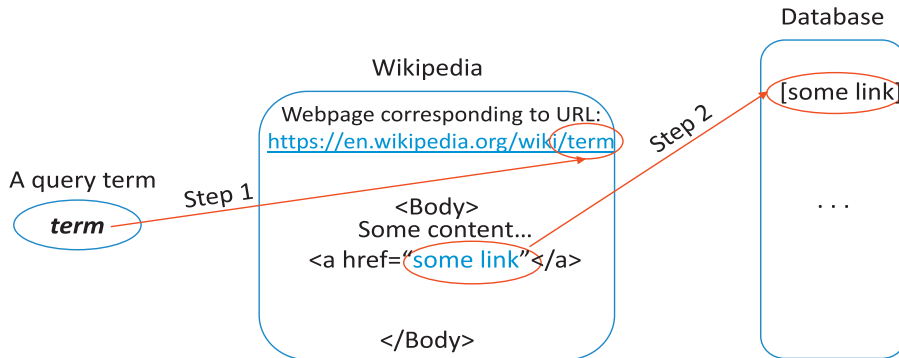 Database
Wikipedia
[some link]
Webpage corresponding to URL:
https://en.wikipedia.org/wiki/term
Step 2
A query term
Step 1
term
<Body>
Some content...
<a href=“some link”</a>
. . .
</Body>